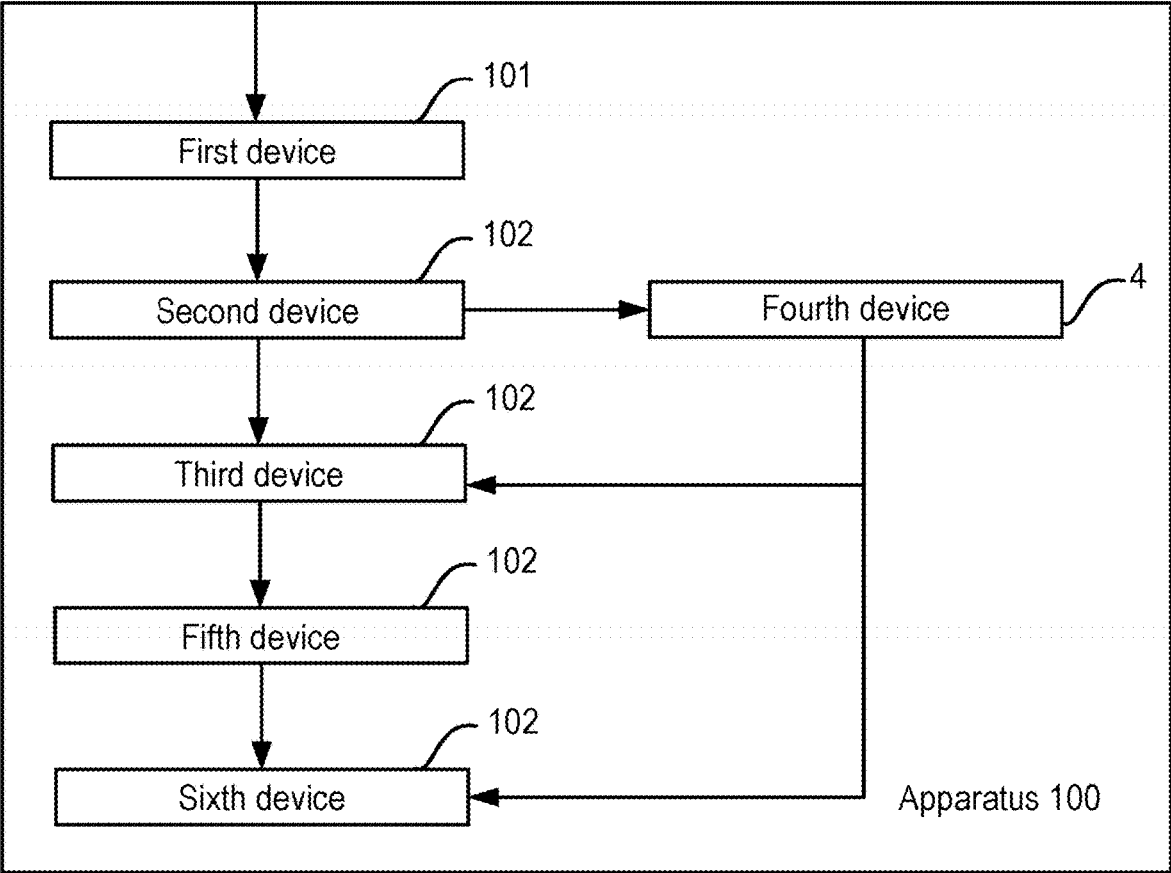 101
First device
102
Second device
Fourth device
4
102
Third device
102
Fifth device
102
Sixth device
Apparatus 100